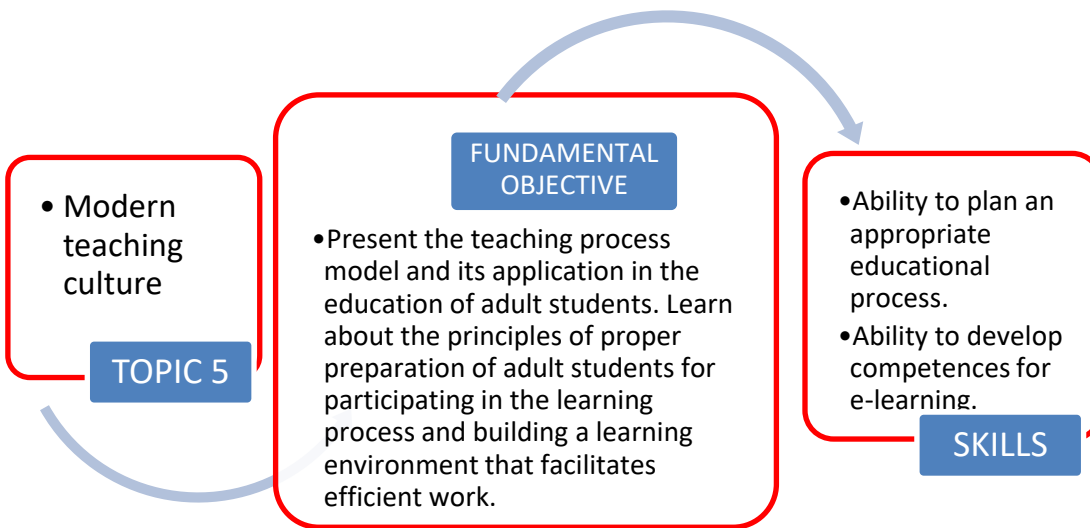 • Modern
teaching
culture
TOPIC 5
FUNDAMENTAL
OBJECTIVE
•Present the teaching process
model and its application in the
education of adult students. Learn
about the principles of proper
preparation of adult students for
participating in the learning
process and building a learning
environment that facilitates
efficient work.
•Ability to plan an
appropriate
educational
process.
•Ability to develop
competences for
e-learning.
SKILLS